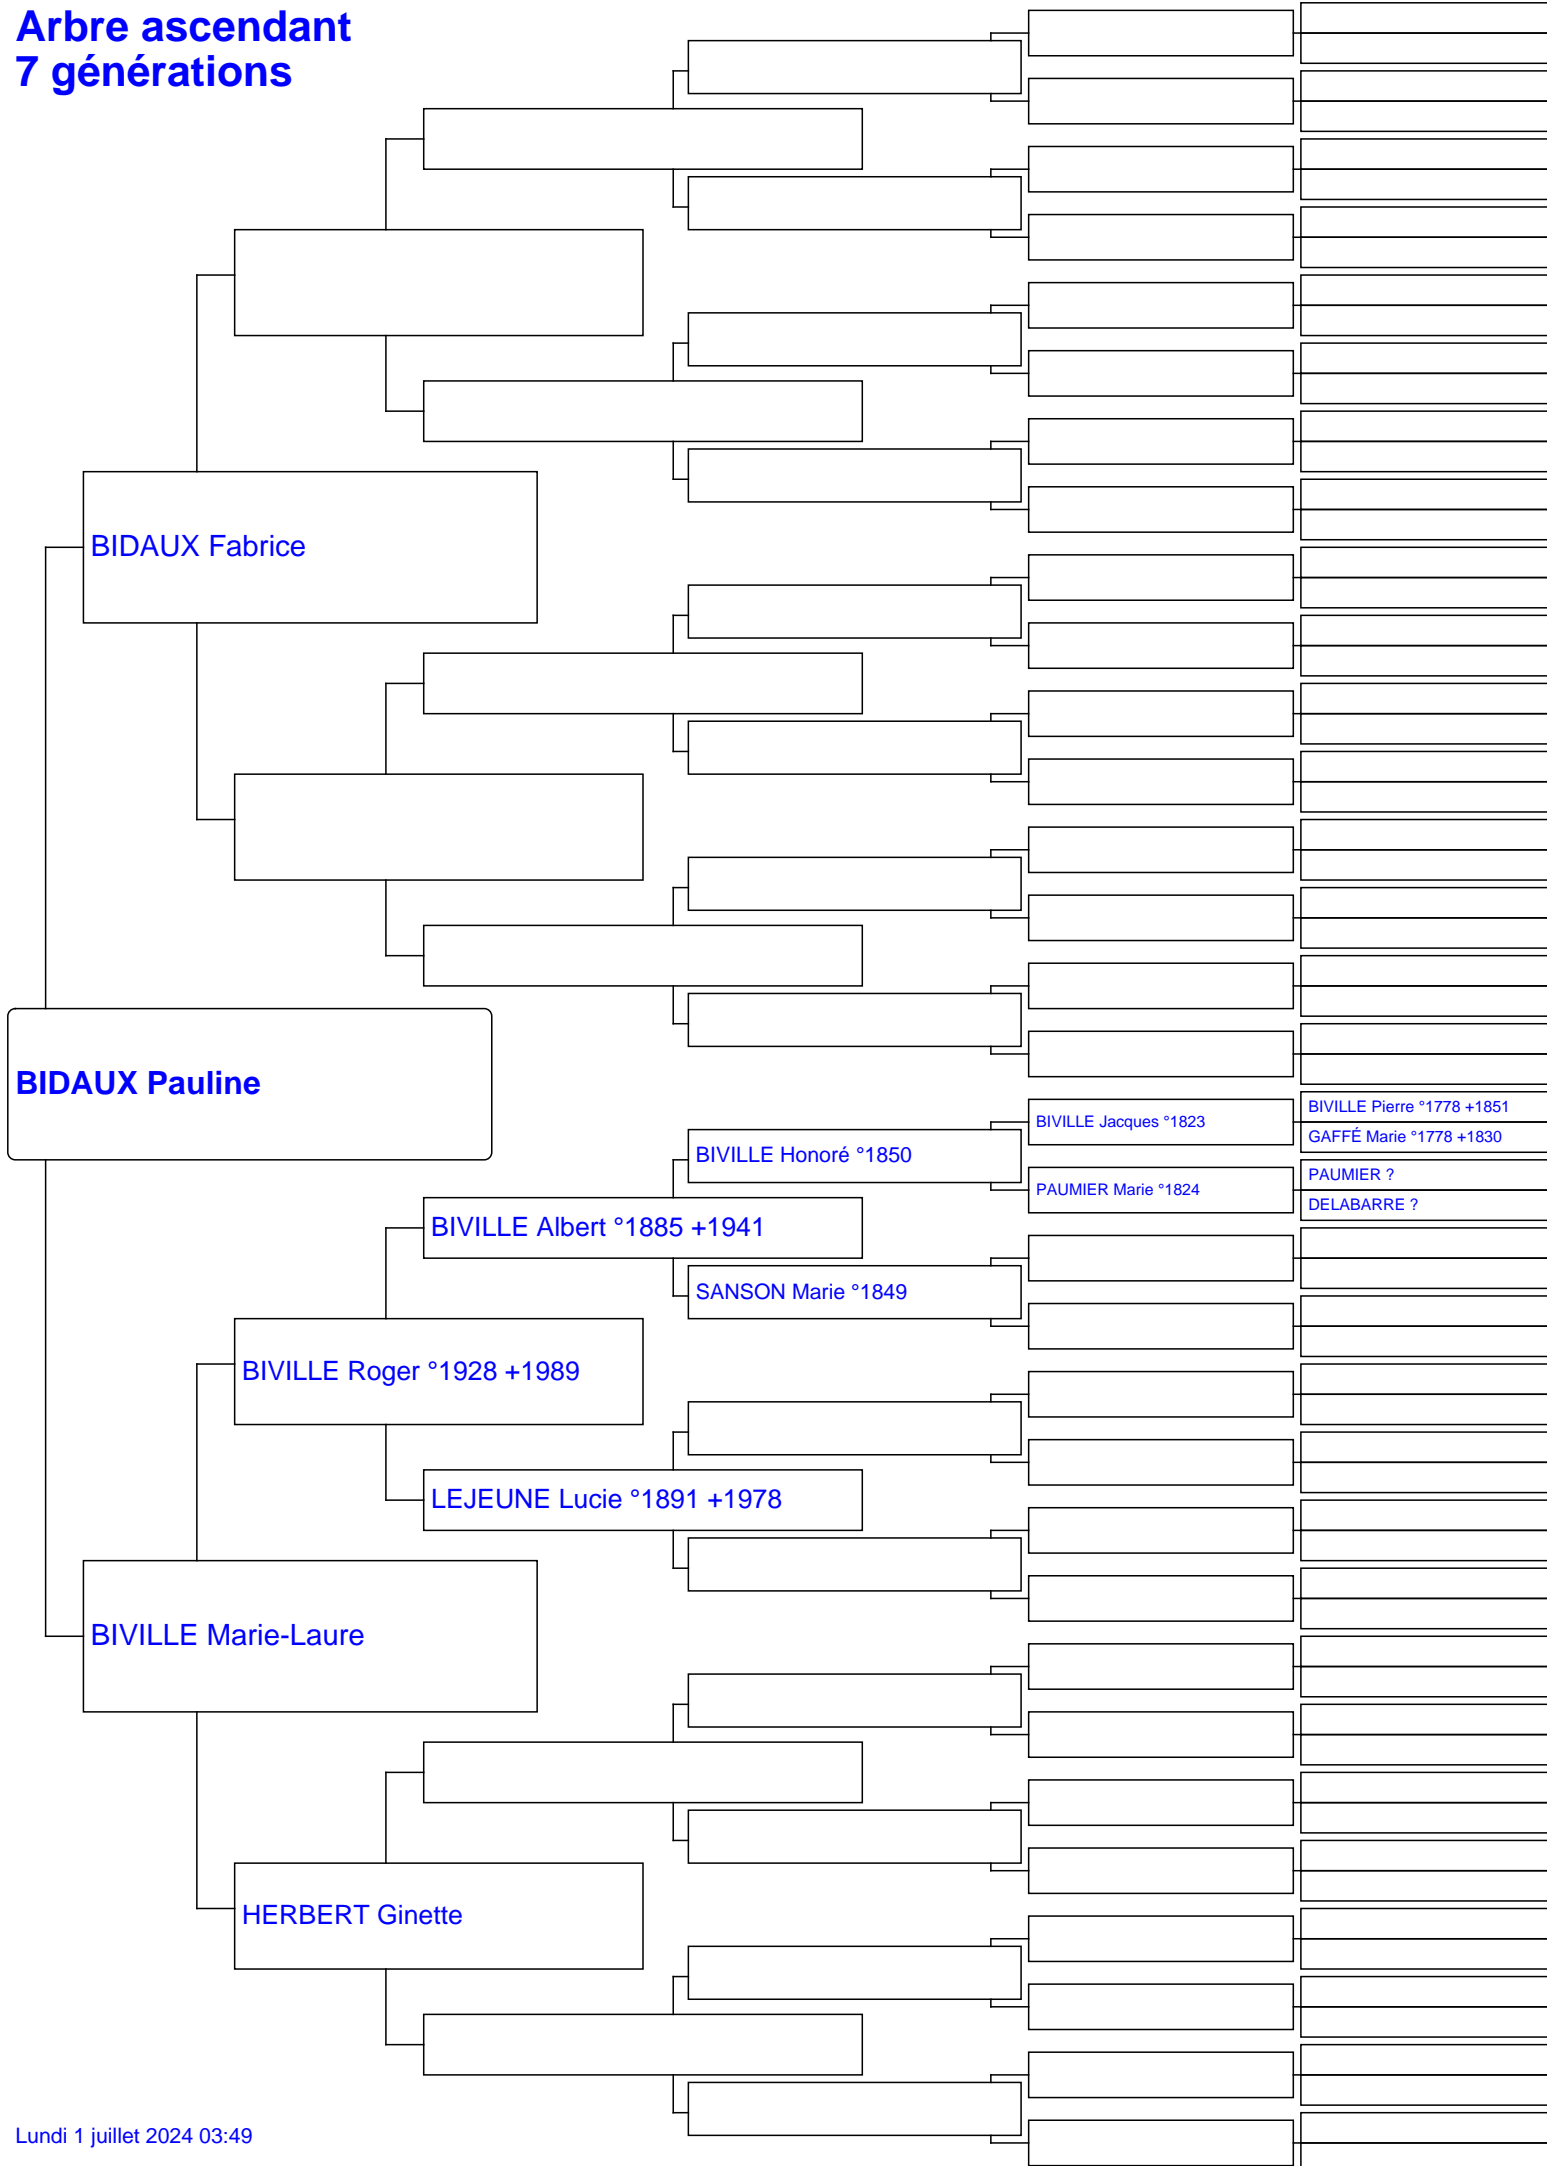 Arbre ascendant
7 générations
BIDAUX Fabrice
BIDAUX Pauline
BIVILLE Jacques °1823
BIVILLE Pierre °1778 +1851
GAFFÉ Marie °1778 +1830
BIVILLE Honoré °1850
PAUMIER Marie °1824
PAUMIER ?
DELABARRE ?
BIVILLE Albert °1885 +1941
SANSON Marie °1849
BIVILLE Roger °1928 +1989
LEJEUNE Lucie °1891 +1978
BIVILLE Marie-Laure
HERBERT Ginette
Lundi 1 juillet 2024 03:49